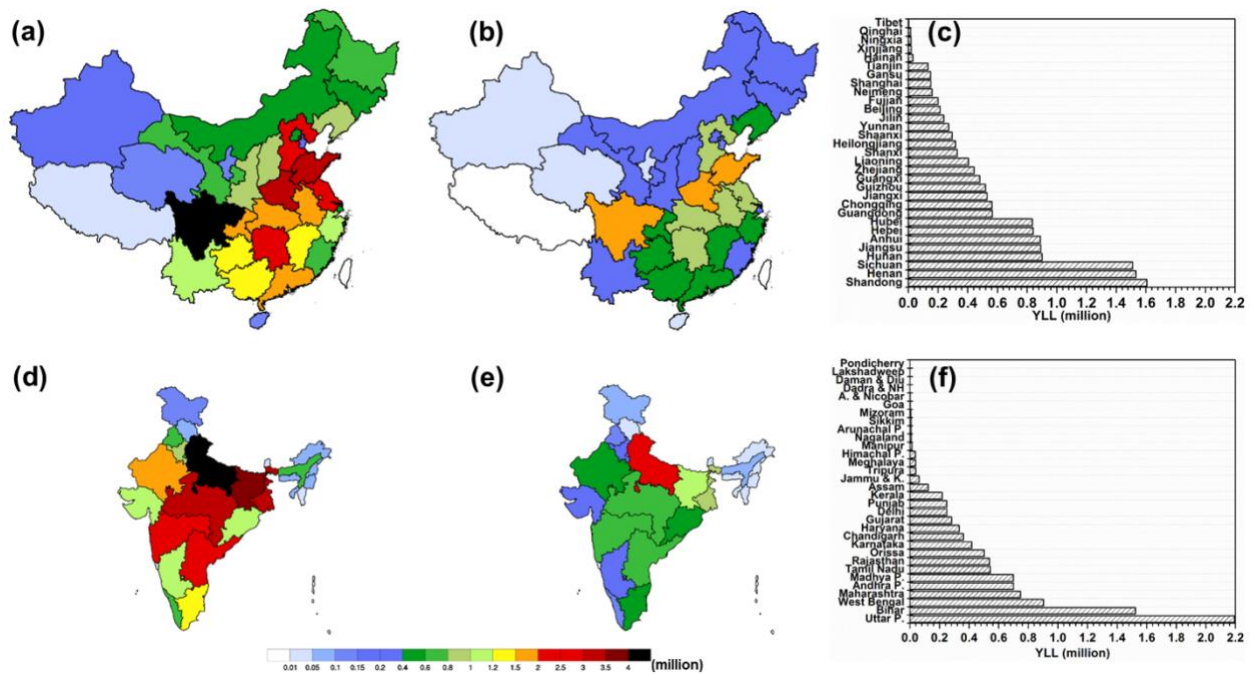 (a)
(b)
(c)
Tibet
Qinghai
Ningxia
Xinjiang
Hainan
Tianjin
Gansu
Shanghai
Neimeng
Fujian
Beijing
Jilin
Yunnan
Shaanxi
Heilongjiang
Shanxi
Liaoning
Zhejiang
Guangxi
Guizhou
Jiangxi
Chongqing
Guangdong
Hubei
Hebei
Anhui
Jiangsu
Hunan
Sichuan
Henan
Shandong
0.0 0.2 0.4 0.6 0.8 1.0 1.2 1.4 1.6 1.8 2.0 2.2
YLL (million)
(d)
(e)
(f)
Pondicherry
Lakshadweep
Daman & Diu
Dadra & NH
A. & Nicobar
Goa
Mizoram
Sikkim
Arunachal P.
Nagaland
Manipur
Himachal P.
Meghalaya
Tripura
Jammu & K.
Assam
Kerala
Punjab
Delhi
Gujarat
Haryana
Chandigarh
Karnataka
Orissa
Rajasthan
Tamil Nadu
Madhya P.
Andhra P.
Maharashtra
West Bengal
Bihar
Uttar P.
0.0 0.2 0.4 0.6 0.8 1.0 1.2 1.4 1.6 1.8 2.0 2.2
YLL (million)
0.01 0.05 0.1 0.15 0.2 0.4 0.6 0.8 1 1.2 1.5 2 2.5 3 3.5 4 (million)